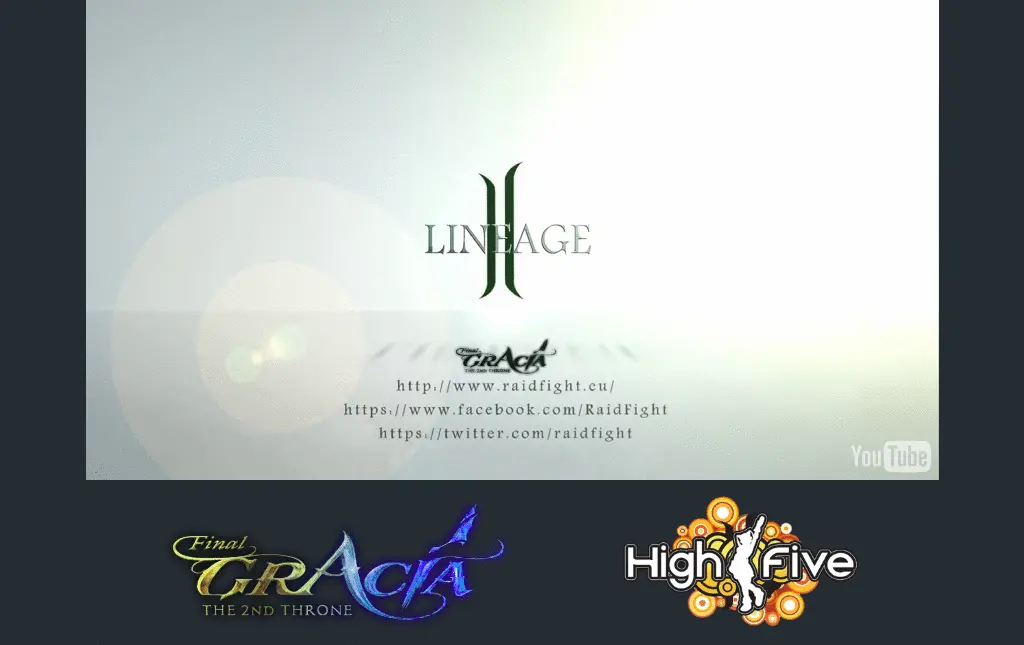 LINEAGE
II
Final
GRACIA
THE 2ND THRONE
http://www.raidfight.eu/
https://www.facebook.com/RaidFight
https://twitter.com/raidfight
YouTube
Final
GRACIA
THE 2ND THRONE
High Five